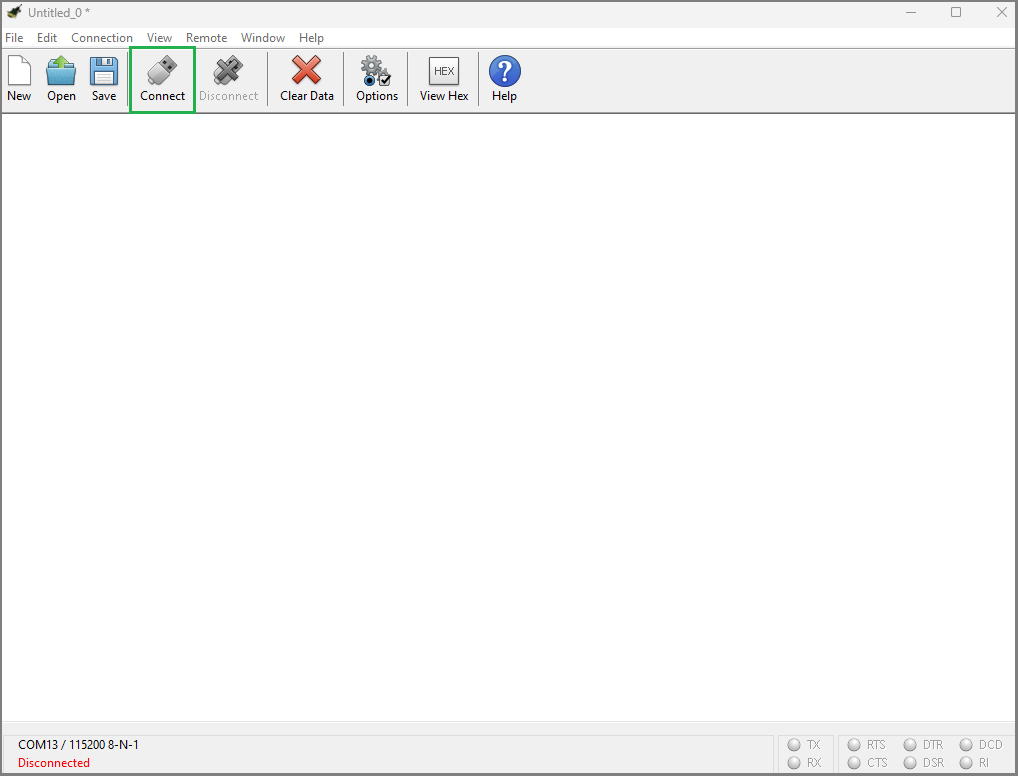 Untitled_0 *
File Edit Connection View Remote Window Help
HEX
New Open Save Connect Disconnect Clear Data Options View Hex Help
COM13 / 115200 8-N-1
Disconnected
TX RTS DTR DCD
RX CTS DSR RI